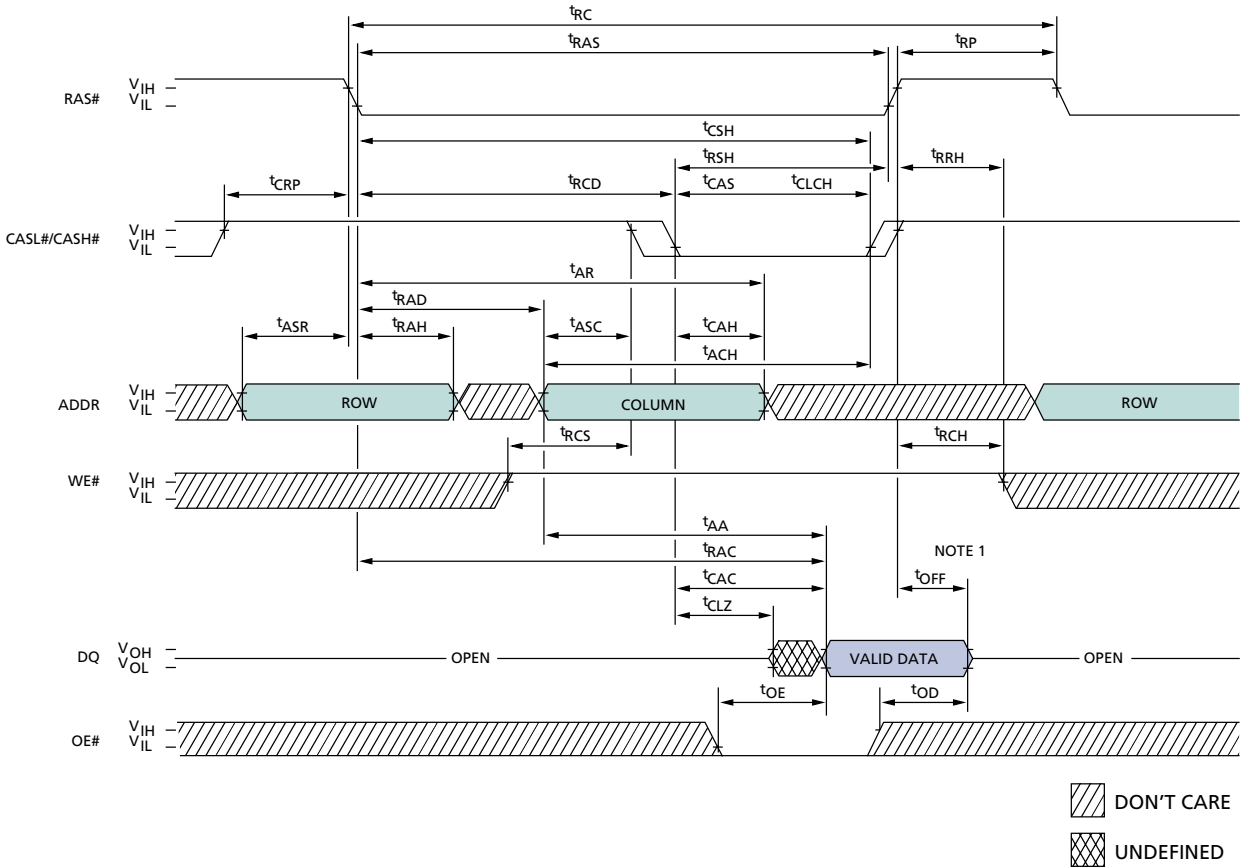 tRC
tRAS
tRP
RAS#
VIH
VIL
tCSH
tRSH
tRRH
tCRP
tRCD
tCAS
tCLCH
CASL#/CASH#
VIH
VIL
tAR
tRAD
tASR
tRAH
tASC
tCAH
tACH
ADDR
VIH
VIL
ROW
COLUMN
ROW
tRCS
tRCH
WE#
VIH
VIL
tAA
tRAC
NOTE 1
tCAC
tOFF
tCLZ
DQ
VOH
VOL
OPEN
VALID DATA
OPEN
tOE
tOD
OE#
VIH
VIL
DON'T CARE
UNDEFINED